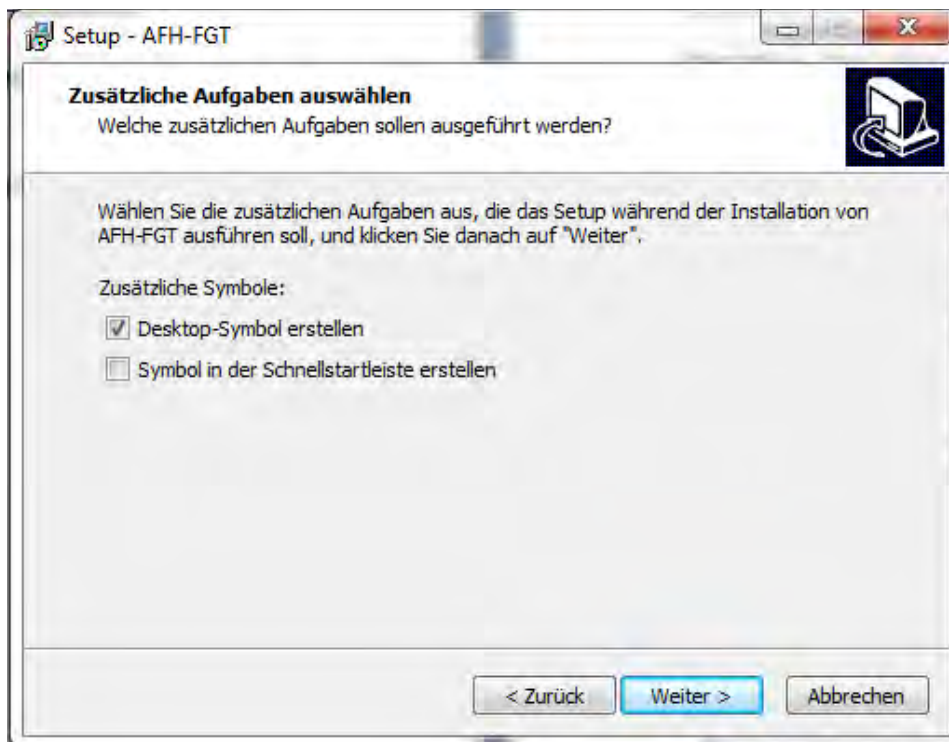 Setup - AFH-FGT
Zusätzliche Aufgaben auswählen
Welche zusätzlichen Aufgaben sollen ausgeführt werden?
Wählen Sie die zusätzlichen Aufgaben aus, die das Setup während der Installation von
AFH-FGT ausführen soll, und klicken Sie danach auf "Weiter".
Zusätzliche Symbole:
Desktop-Symbol erstellen
Symbol in der Schnellstartleiste erstellen
< Zurück
Weiter >
Abbrechen